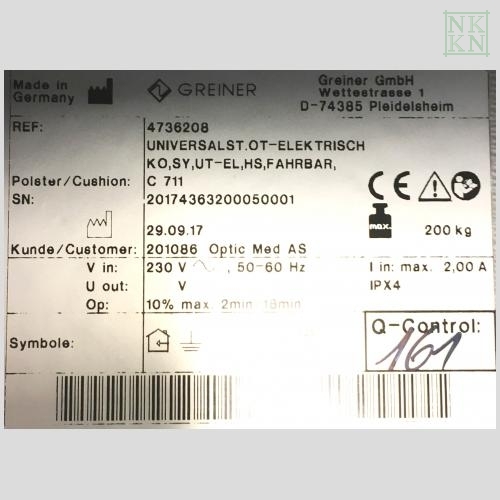 NK
KN
Made in
Germany
GREINER
Greiner GmbH
Wettestrasse 1
D-74385 Pleidelsheim
REF: 4736208
UNIVERSALST.OT-ELEKTRISCH
KO,SY,UT-EL,HS,FAHRBAR,
Polster/Cushion: C 711
SN: 20174363200050001
29.09.17
max. 200 kg
Kunde/Customer: 201086 Optic Med AS
V in: 230 V ~, 50-60 Hz I in: max. 2,00 A
U out: V IPX4
Op: 10% max. 2min. 18min
Symbole:
Q-Control:
161